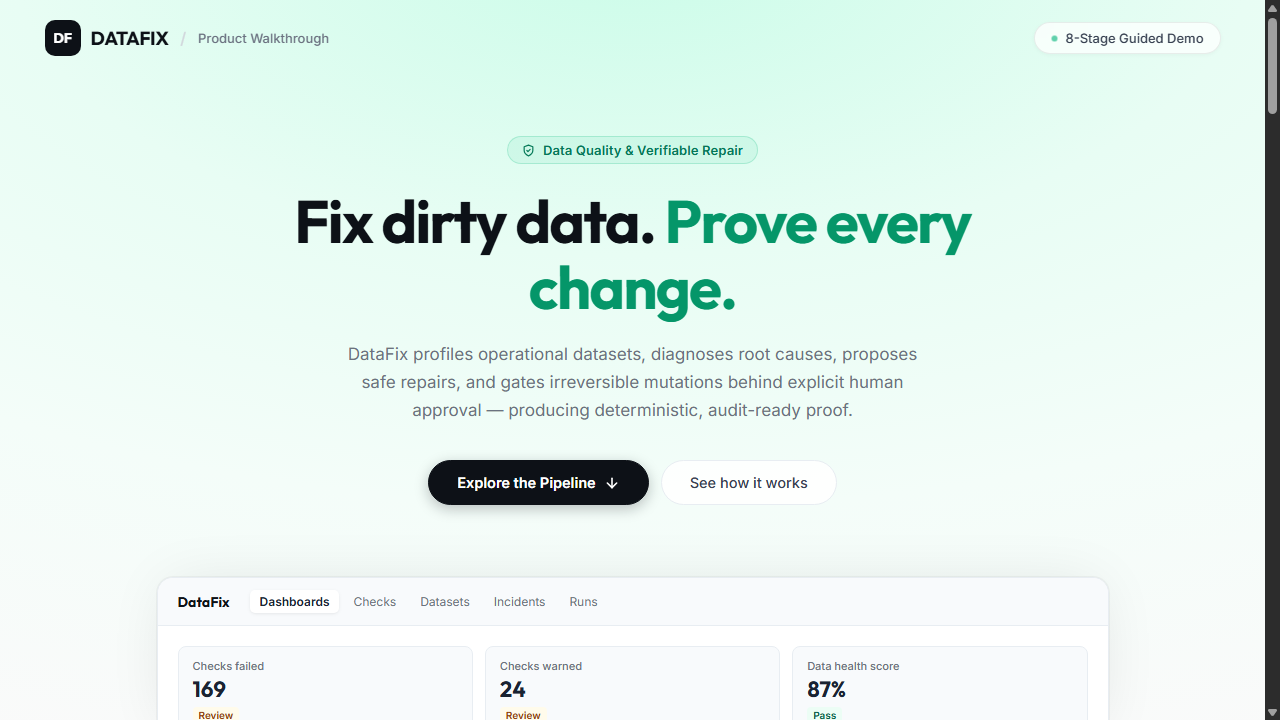 DF DATAFIX / Product Walkthrough
8-Stage Guided Demo
Data Quality & Verifiable Repair
Fix dirty data. Prove every
change.
DataFix profiles operational datasets, diagnoses root causes, proposes
safe repairs, and gates irreversible mutations behind explicit human
approval — producing deterministic, audit-ready proof.
Explore the Pipeline ↓
See how it works
DataFix Dashboards Checks Datasets Incidents Runs
Checks failed
169
Review
Checks warned
24
Review
Data health score
87%
Pass